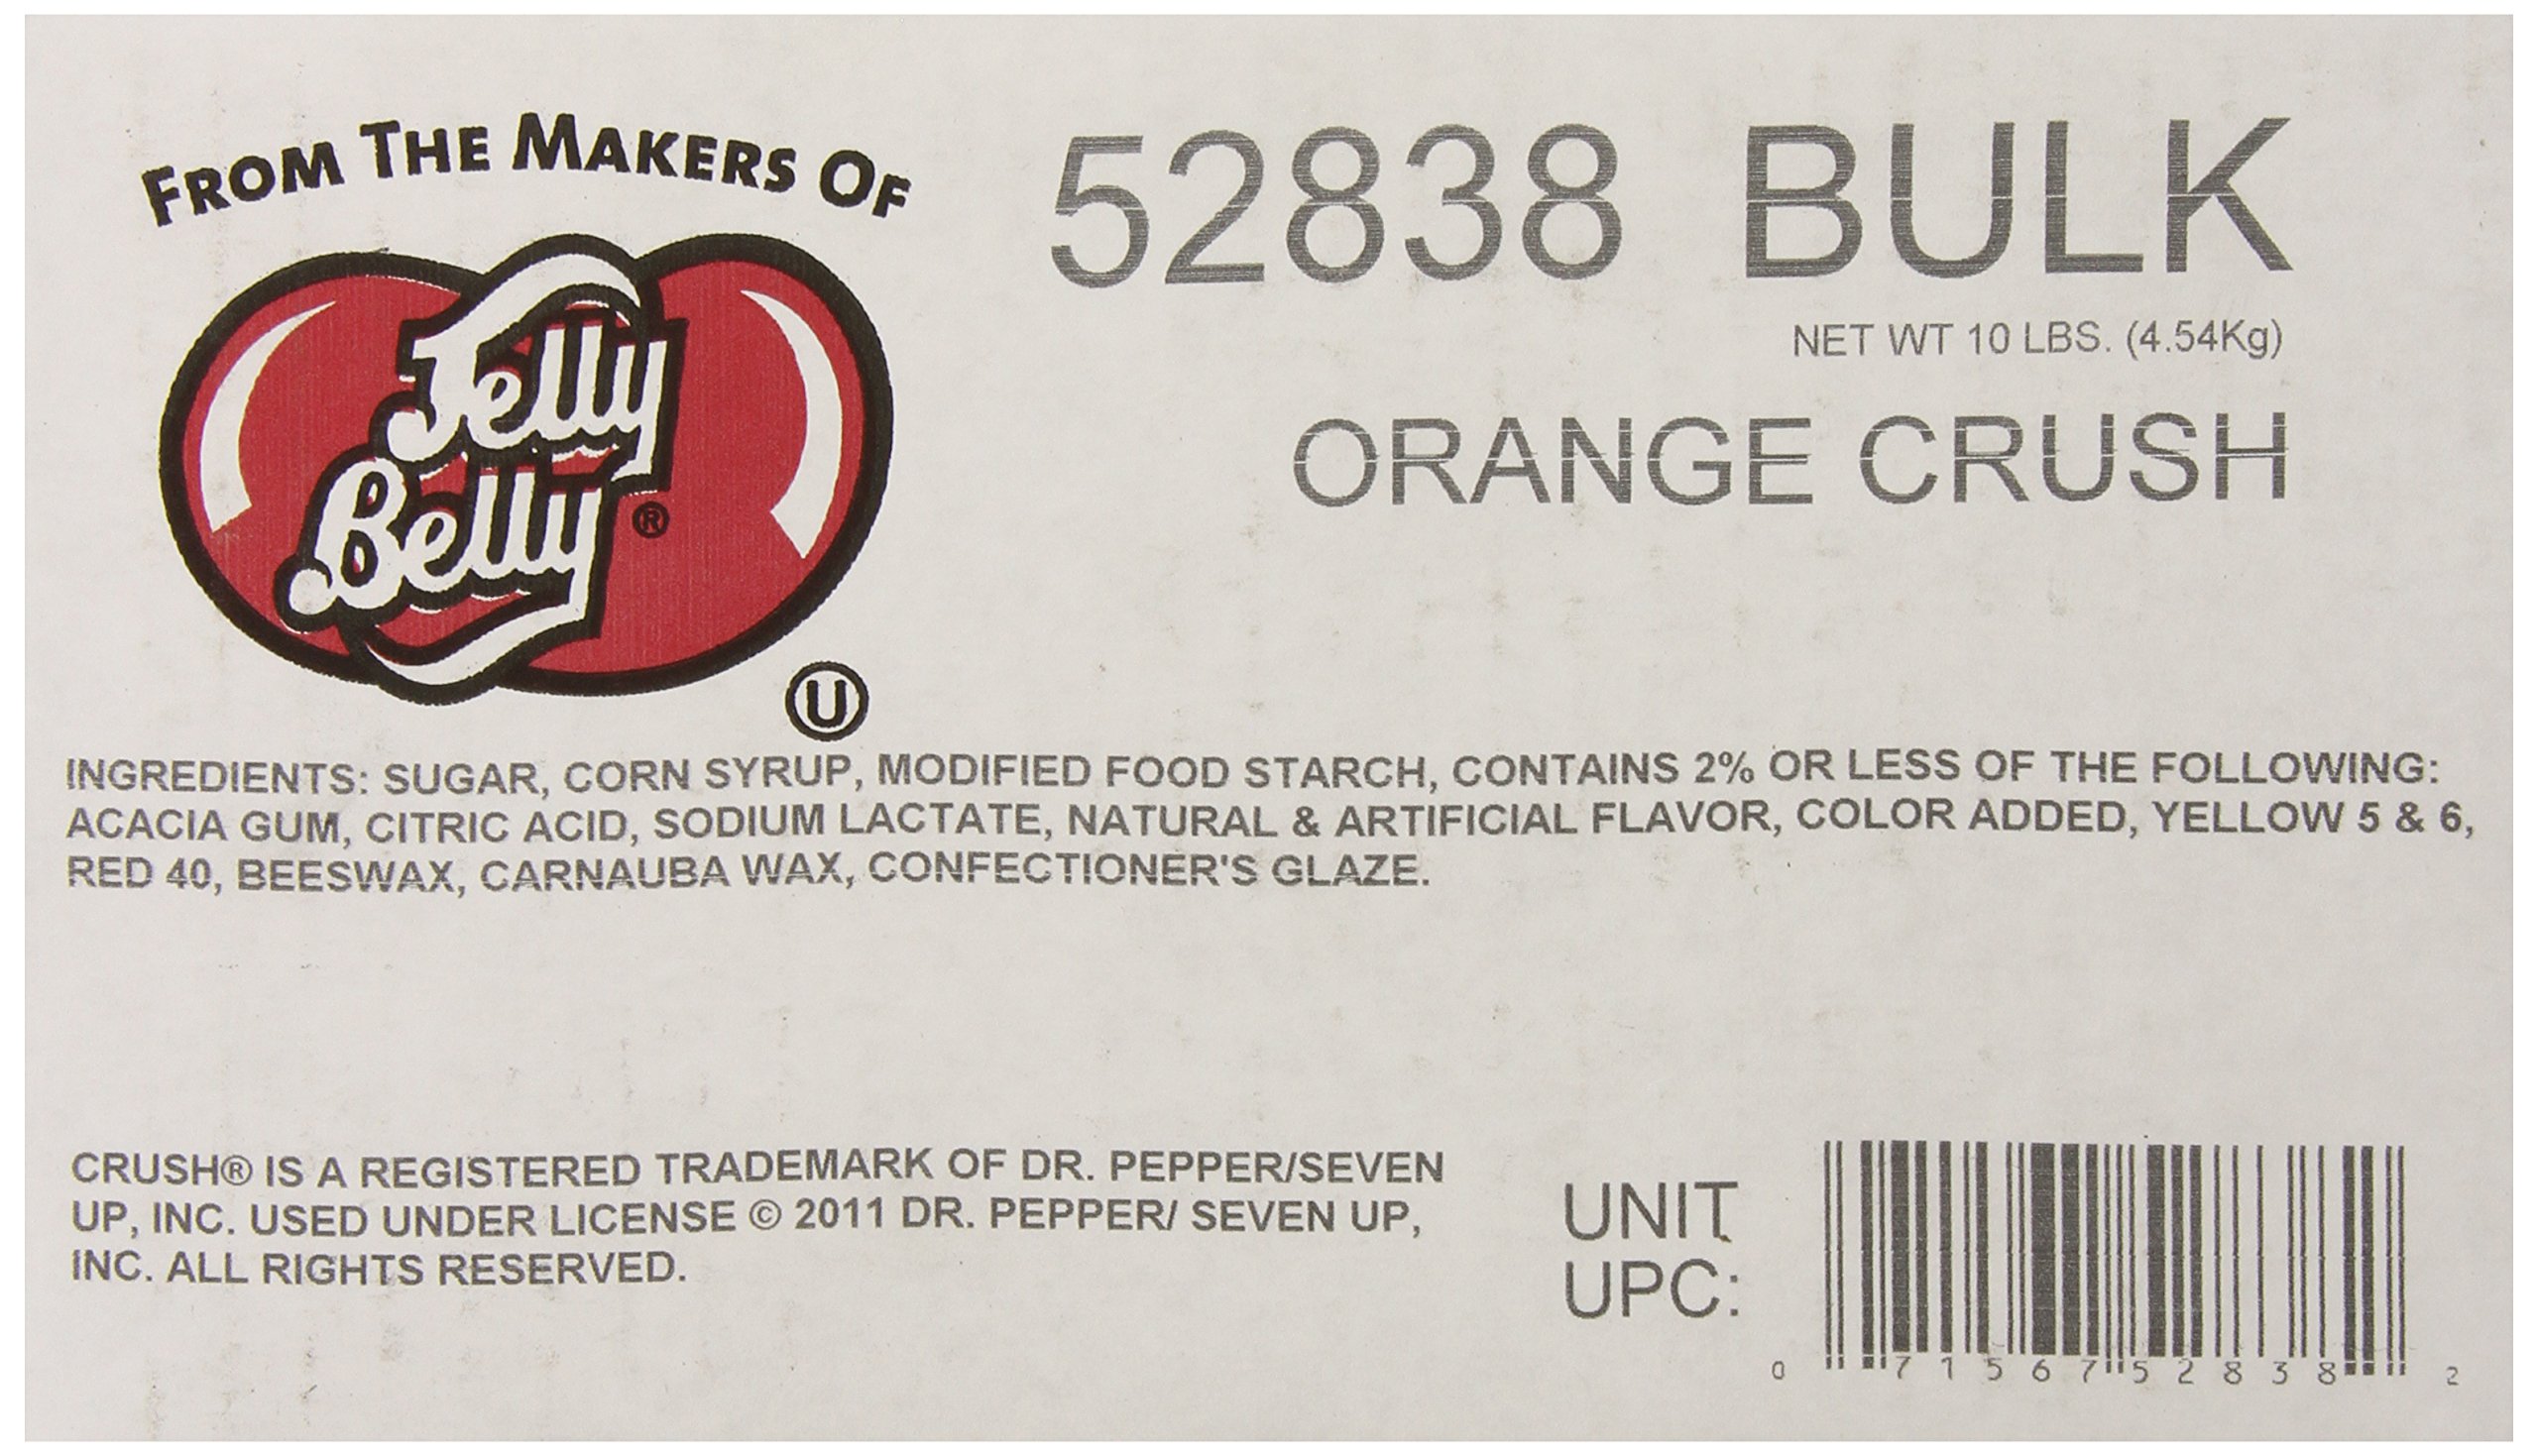 FROM THE MAKERS OF
Jelly
Belly®
U
52838 BULK
NET WT 10 LBS. (4.54Kg)
ORANGE CRUSH
INGREDIENTS: SUGAR, CORN SYRUP, MODIFIED FOOD STARCH, CONTAINS 2% OR LESS OF THE FOLLOWING:
ACACIA GUM, CITRIC ACID, SODIUM LACTATE, NATURAL & ARTIFICIAL FLAVOR, COLOR ADDED, YELLOW 5 & 6,
RED 40, BEESWAX, CARNAUBA WAX, CONFECTIONER'S GLAZE.
CRUSH® IS A REGISTERED TRADEMARK OF DR. PEPPER/SEVEN
UP, INC. USED UNDER LICENSE © 2011 DR. PEPPER/ SEVEN UP,
INC. ALL RIGHTS RESERVED.
UNIT
UPC:
0 71567 52838 2